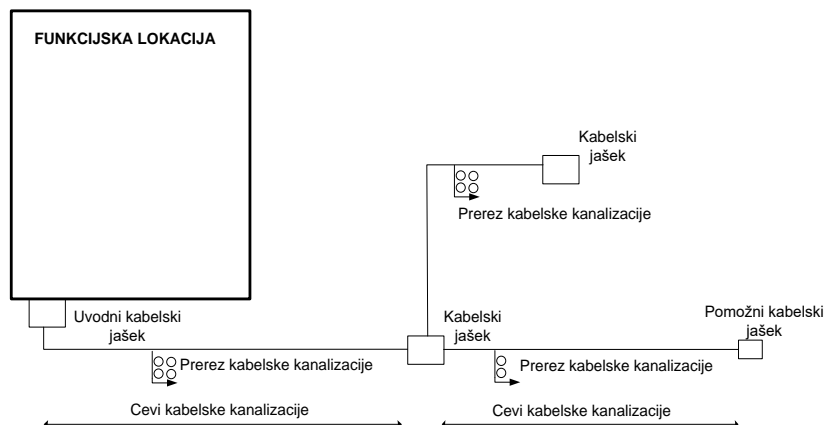 FUNKCIJSKA LOKACIJA
Kabelski
jašek
Prerez kabelske kanalizacije
Uvodni kabelski
jašek
Kabelski
jašek
Pomožni kabelski
jašek
Prerez kabelske kanalizacije
Prerez kabelske kanalizacije
Cevi kabelske kanalizacije
Cevi kabelske kanalizacije